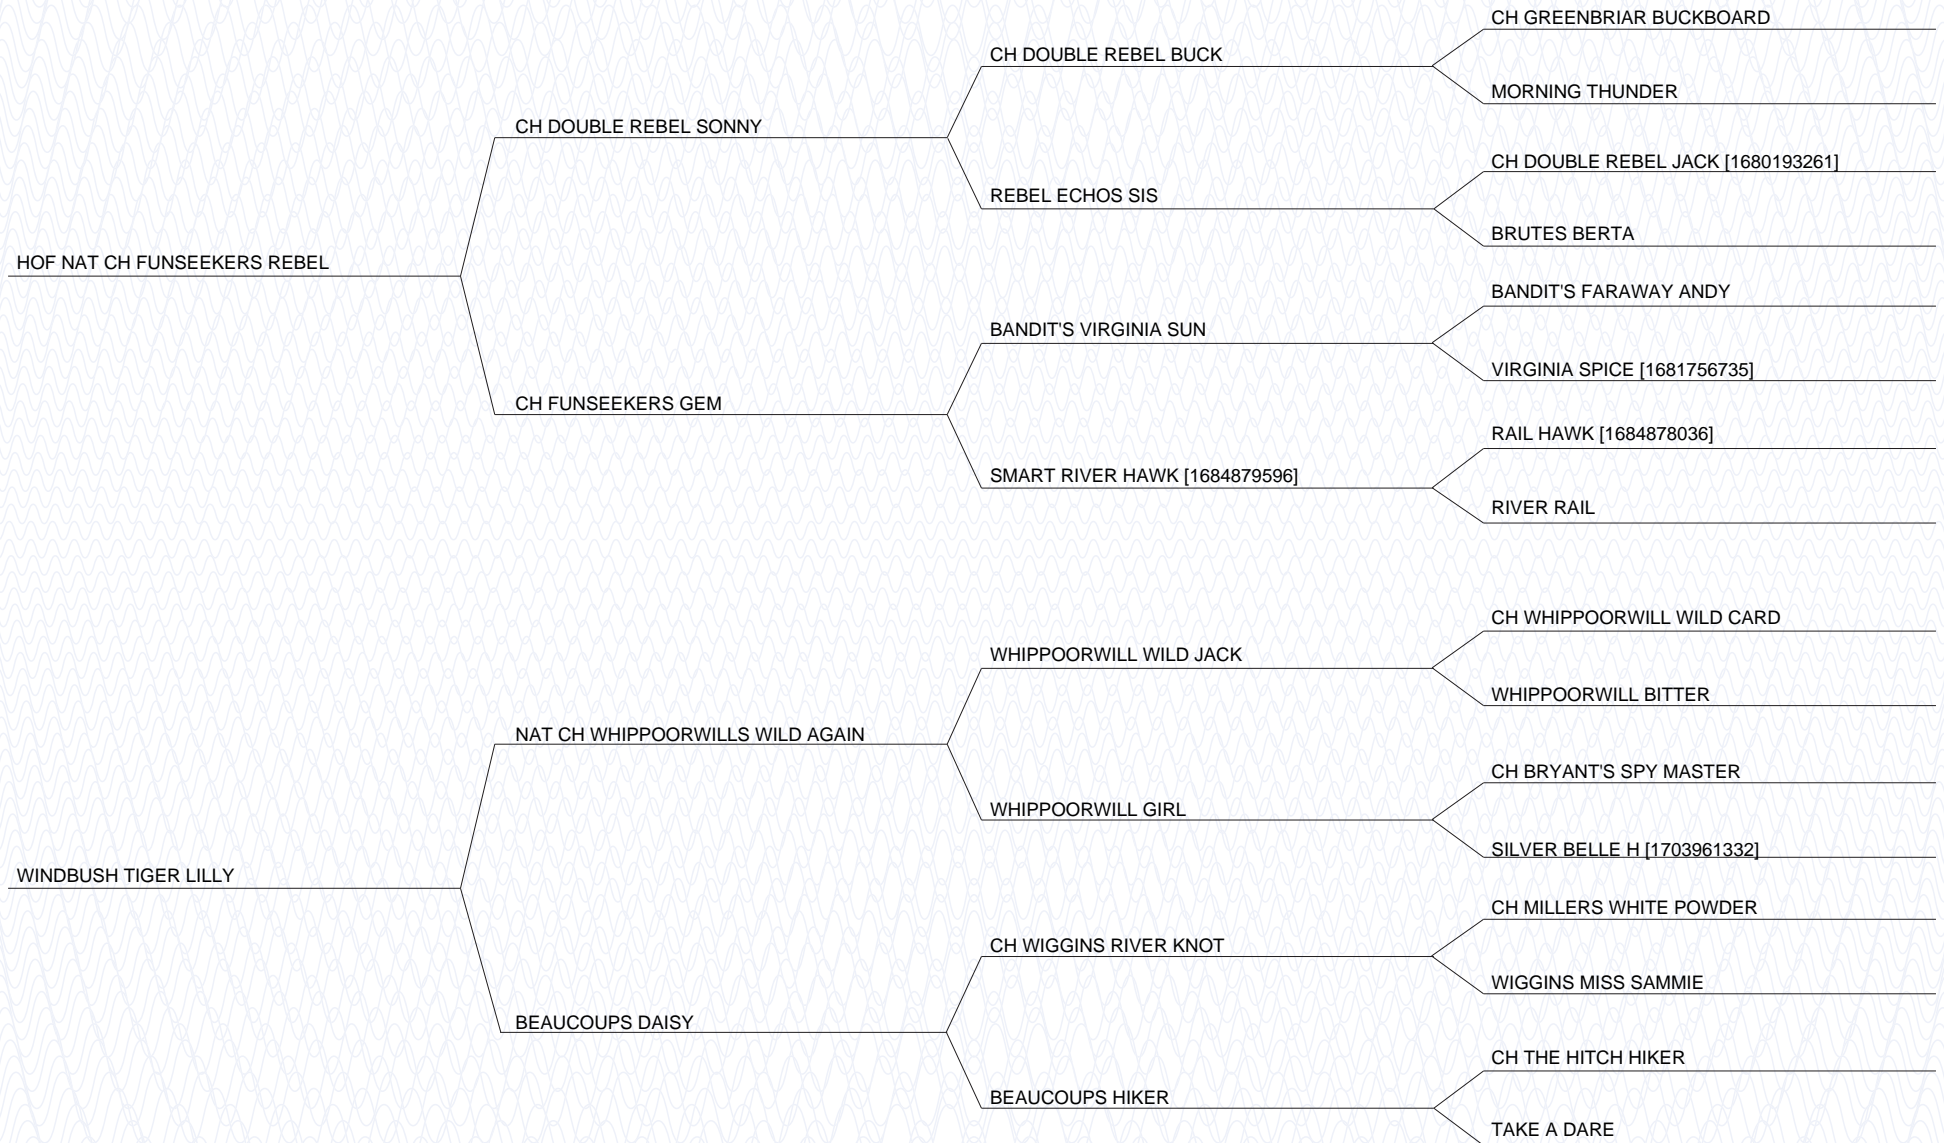 CH GREENBRIAR BUCKBOARD
CH DOUBLE REBEL BUCK
MORNING THUNDER
CH DOUBLE REBEL SONNY
CH DOUBLE REBEL JACK [1680193261]
REBEL ECHOS SIS
BRUTES BERTA
HOF NAT CH FUNSEEKERS REBEL
BANDIT'S FARAWAY ANDY
BANDIT'S VIRGINIA SUN
VIRGINIA SPICE [1681756735]
CH FUNSEEKERS GEM
RAIL HAWK [1684878036]
SMART RIVER HAWK [1684879596]
RIVER RAIL
CH WHIPPOORWILL WILD CARD
WHIPPOORWILL WILD JACK
WHIPPOORWILL BITTER
NAT CH WHIPPOORWILLS WILD AGAIN
CH BRYANT'S SPY MASTER
WHIPPOORWILL GIRL
SILVER BELLE H [1703961332]
WINDBUSH TIGER LILLY
CH MILLERS WHITE POWDER
CH WIGGINS RIVER KNOT
WIGGINS MISS SAMMIE
BEAUCOUPS DAISY
CH THE HITCH HIKER
BEAUCOUPS HIKER
TAKE A DARE